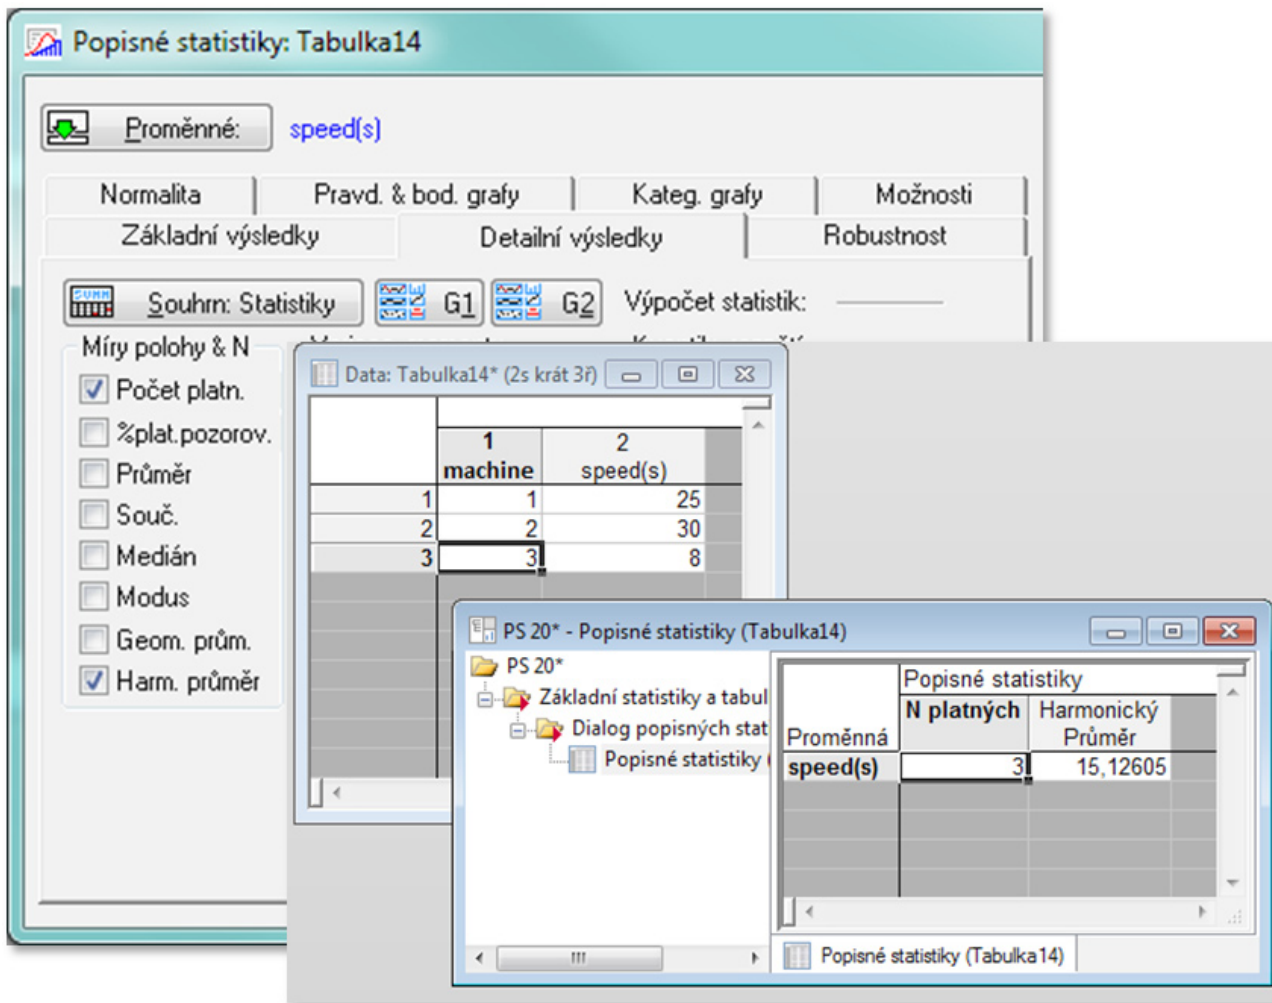 Popisné statistiky: Tabulka14
Proměnné: speed(s)
Normalita Pravd. & bod. grafy Kateg. grafy Možnosti
Základní výsledky Detailní výsledky Robustnost
Souhrn: Statistiky G1 G2 Výpočet statistik:
Míry polohy & N
Počet platn.
%plat.pozorov.
Průměr
Souč.
Medián
Modus
Geom. prům.
Harm. průměr
Data: Tabulka14* (2s krát 3ř)
1 2
machine speed(s)
1 1 25
2 2 30
3 3 8
PS 20* - Popisné statistiky (Tabulka14)
PS 20*
Základní statistiky a tabul
Dialog popisných stat
Popisné statistiky (
Popisné statistiky
N platných Harmonický
Proměnná Průměr
speed(s) 3 15,12605
Popisné statistiky (Tabulka14)